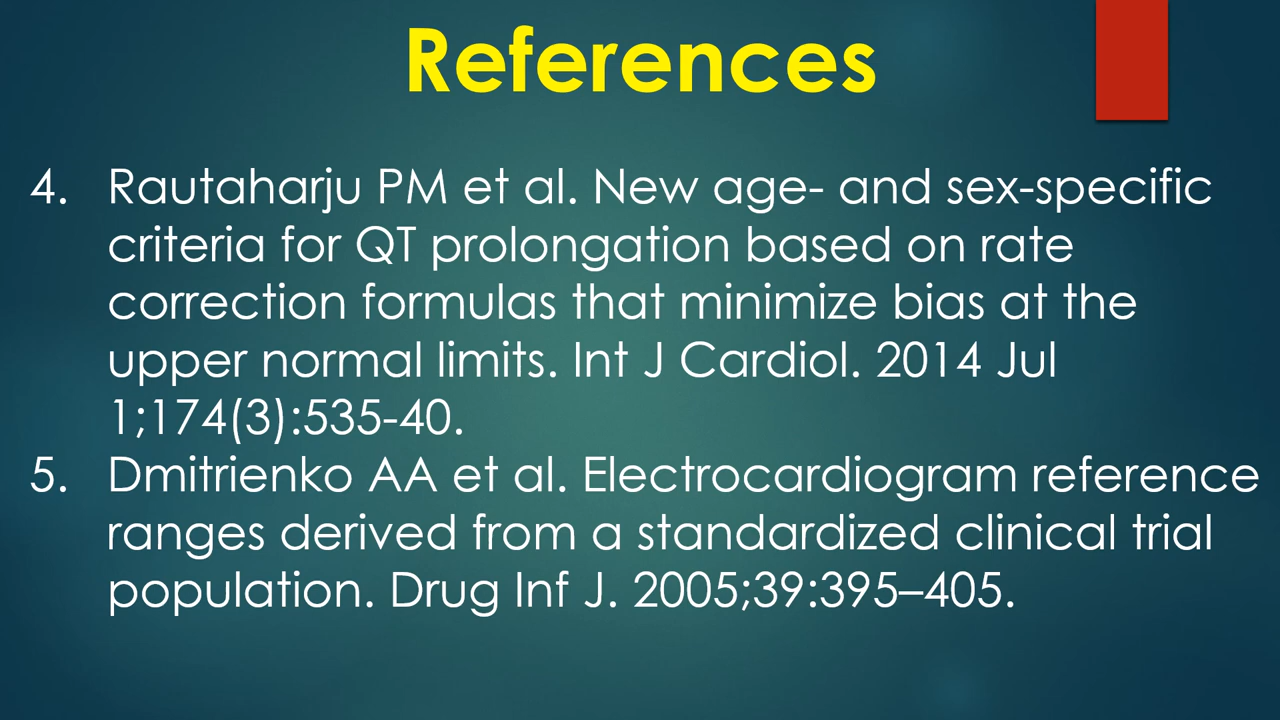 References
4. Rautaharju PM et al. New age- and sex-specific
criteria for QT prolongation based on rate
correction formulas that minimize bias at the
upper normal limits. Int J Cardiol. 2014 Jul
1;174(3):535-40.
5. Dmitrienko AA et al. Electrocardiogram reference
ranges derived from a standardized clinical trial
population. Drug Inf J. 2005;39:395–405.